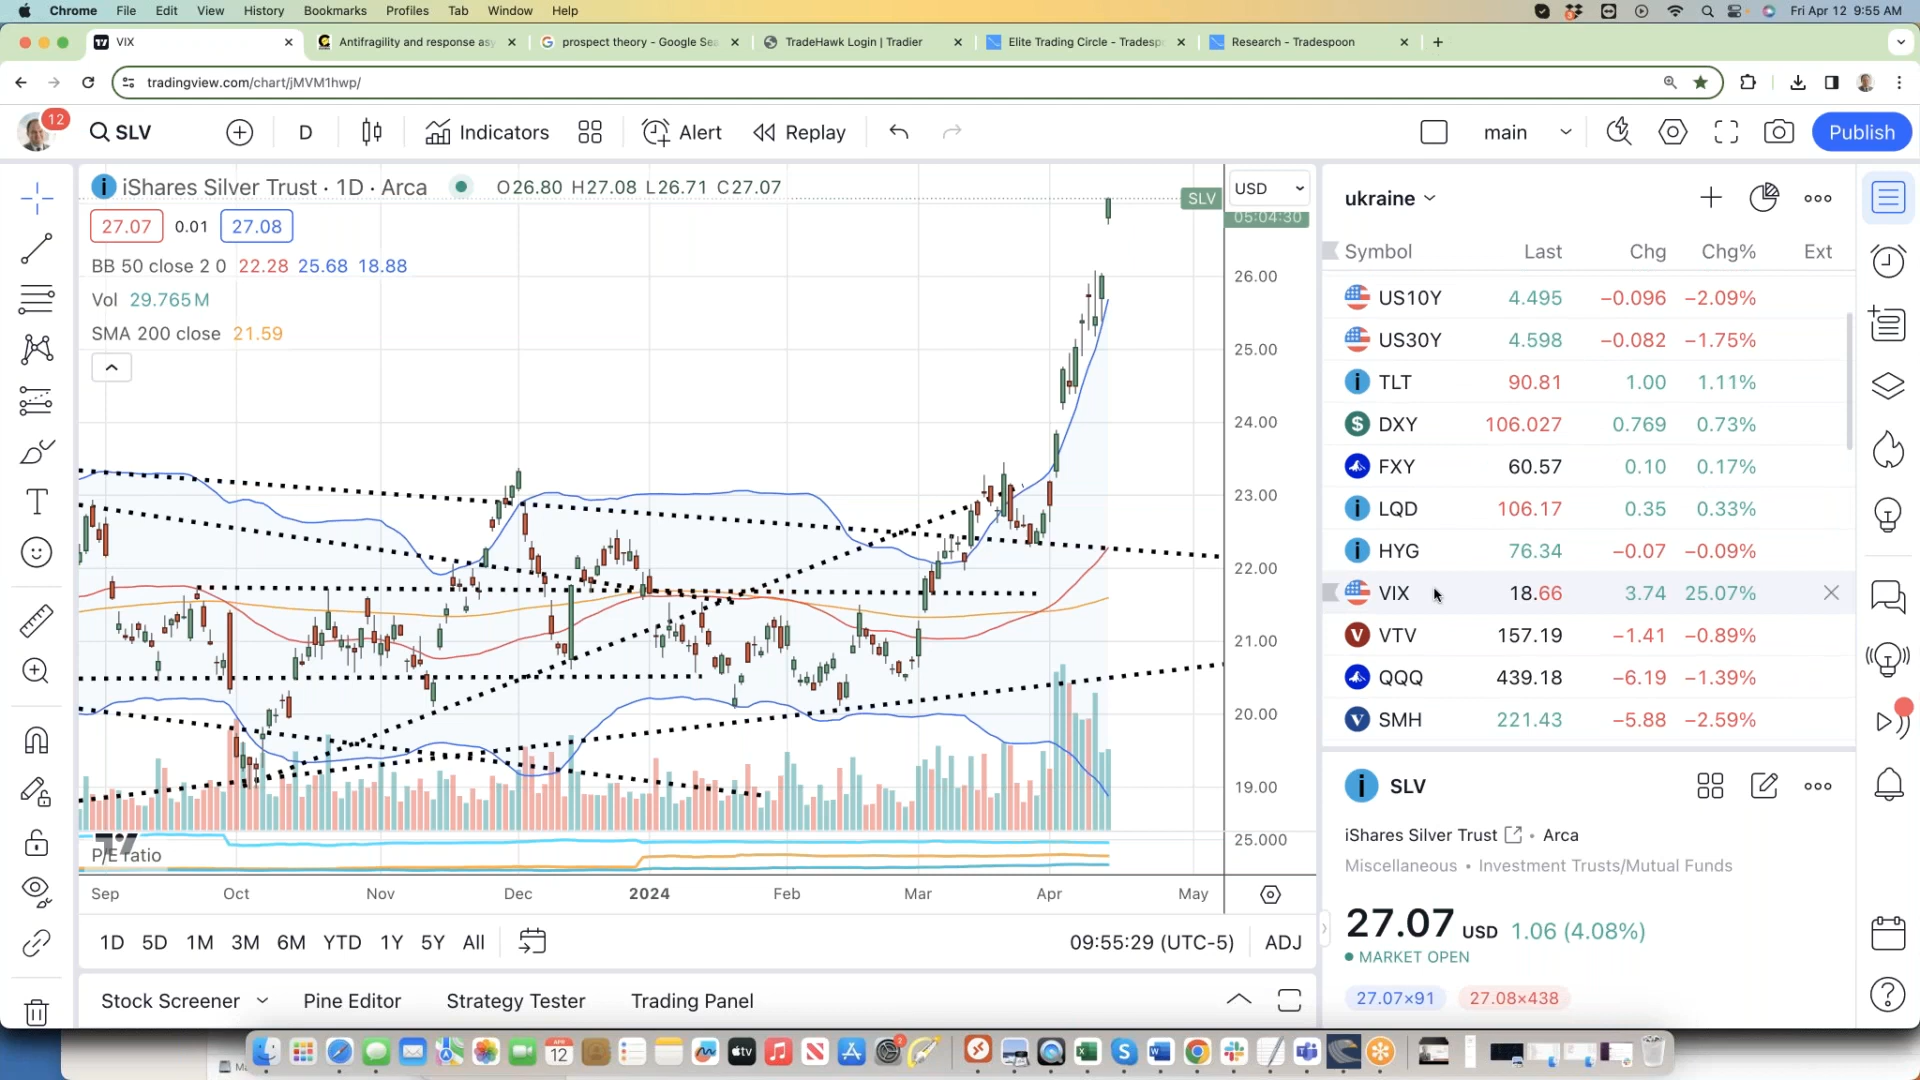 Chrome File Edit View History Bookmarks Profiles Tab Window Help Fri Apr 12 9:55 AM
VIX Antifragility and response as prospect theory - Google Sea TradeHawk Login | Tradier Elite Trading Circle - Tradesp Research - Tradespoon
tradingview.com/chart/jMVM1hwp/
12 SLV D Indicators Alert Replay main Publish
iShares Silver Trust · 1D · Arca O26.80 H27.08 L26.71 C27.07
27.07 0.01 27.08
BB 50 close 2 0 22.28 25.68 18.88
Vol 29.765M
SMA 200 close 21.59
USD
SLV
05:04:30
26.00
25.00
24.00
23.00
22.00
21.00
20.00
19.00
25.000
P/E ratio
Sep Oct Nov Dec 2024 Feb Mar Apr May
1D 5D 1M 3M 6M YTD 1Y 5Y All 09:55:29 (UTC-5) ADJ
Stock Screener Pine Editor Strategy Tester Trading Panel
ukraine
Symbol Last Chg Chg% Ext
US10Y 4.495 −0.096 −2.09%
US30Y 4.598 −0.082 −1.75%
TLT 90.81 1.00 1.11%
DXY 106.027 0.769 0.73%
FXY 60.57 0.10 0.17%
LQD 106.17 0.35 0.33%
HYG 76.34 −0.07 −0.09%
VIX 18.66 3.74 25.07%
VTV 157.19 −1.41 −0.89%
QQQ 439.18 −6.19 −1.39%
SMH 221.43 −5.88 −2.59%
SLV
iShares Silver Trust • Arca
Miscellaneous • Investment Trusts/Mutual Funds
27.07 USD 1.06 (4.08%)
MARKET OPEN
27.07×91 27.08×438